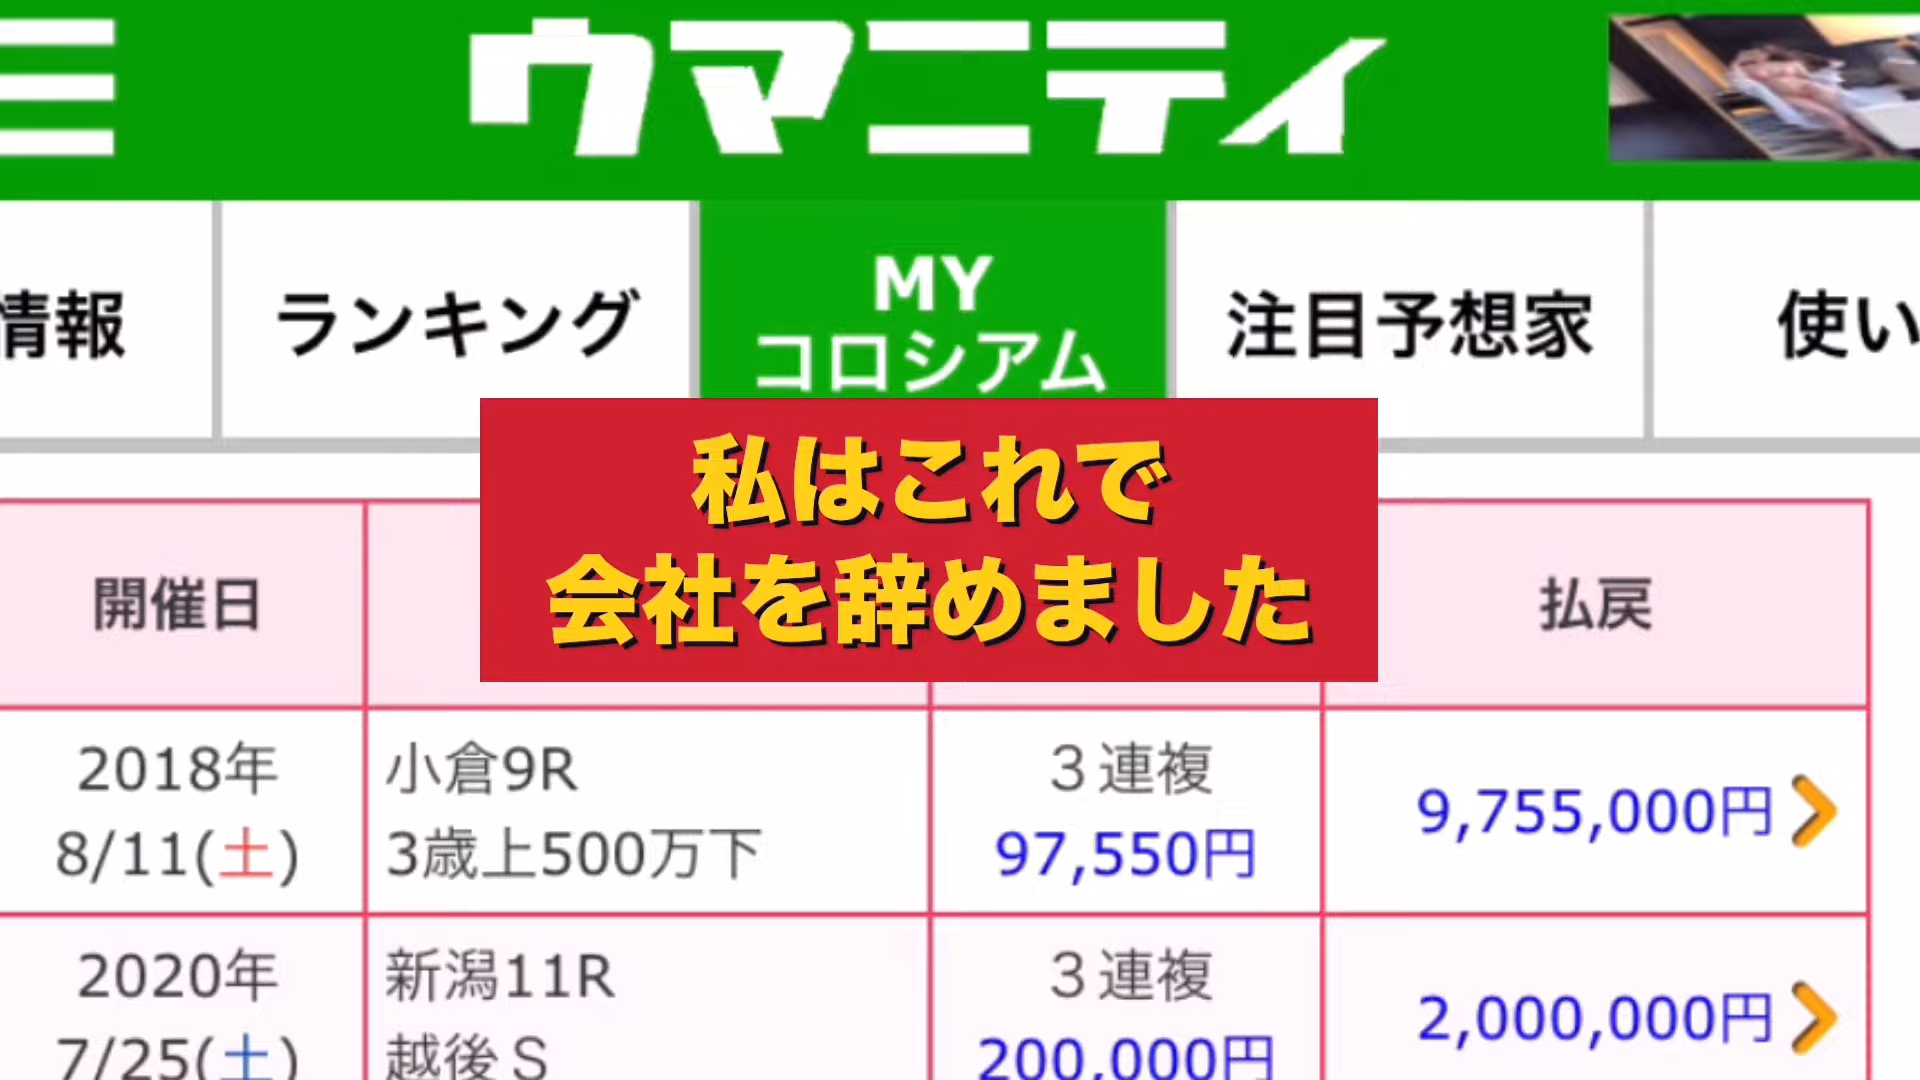 ウマニティ
情報
ランキング
MY
コロシアム
注目予想家
使い
私はこれで
会社を辞めました
開催日
払戻
2018年
8/11(土)
小倉9R
3歳上500万下
３連複
97,550円
9,755,000円
2020年
7/25(土)
新潟11R
越後Ｓ
３連複
200,000円
2,000,000円